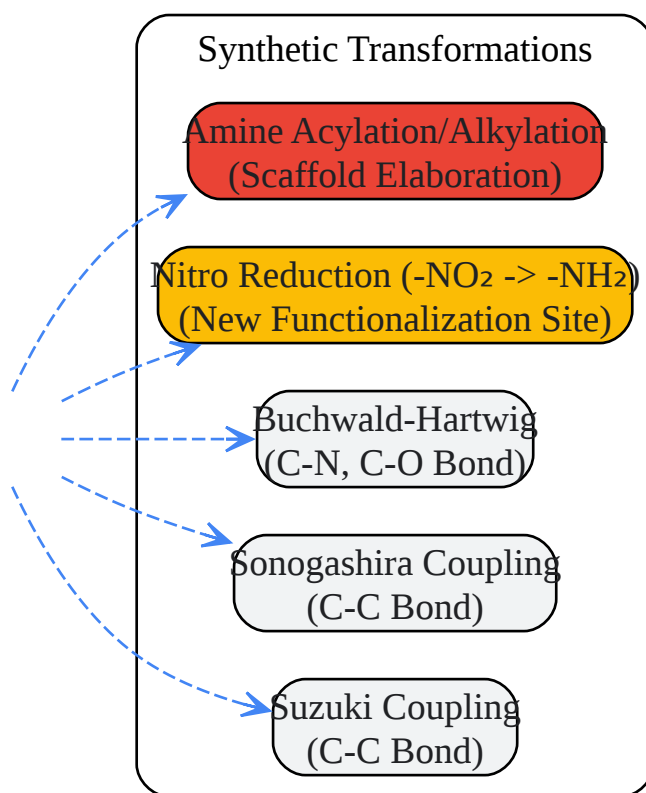 Synthetic Transformations
Amine Acylation/Alkylation
(Scaffold Elaboration)
Nitro Reduction (-NO₂ -> -NH₂)
(New Functionalization Site)
Buchwald-Hartwig
(C-N, C-O Bond)
Sonogashira Coupling
(C-C Bond)
Suzuki Coupling
(C-C Bond)